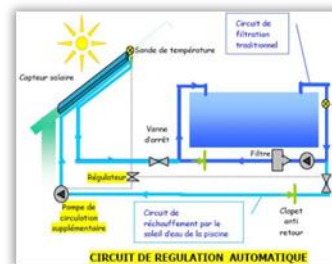 Circuit de
filtration
traditionnel
Sonde de température
Capteur solaire
Vanne
d'arrêt
Filtre
Régulateur
Pompe de
circulation
supplémentaire
Circuit de
réchauffement par le
soleil d'eau de la piscine
Clapet
anti
retour
CIRCUIT DE REGULATION AUTOMATIQUE